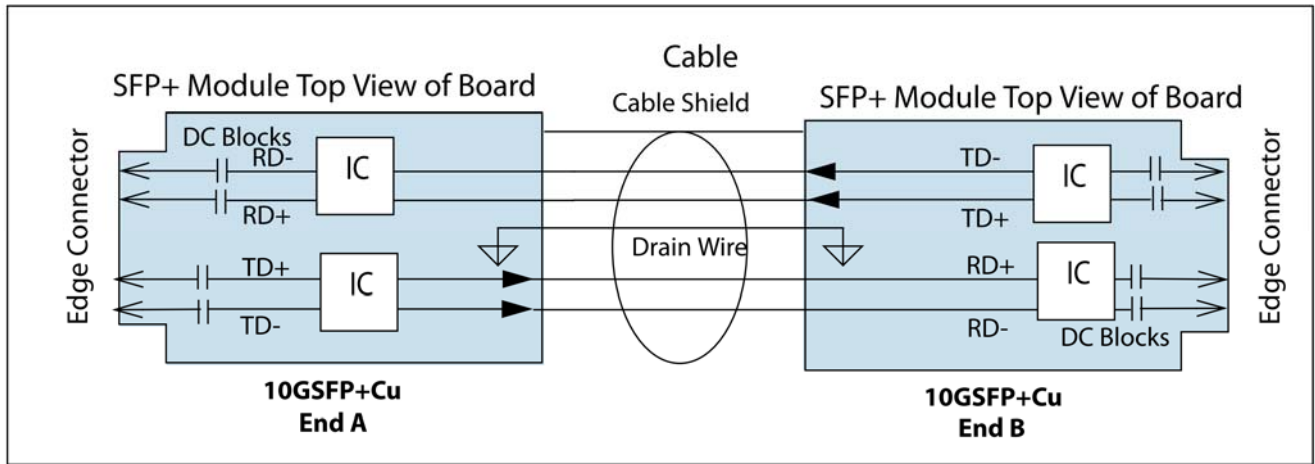 Cable
SFP+ Module Top View of Board
Cable Shield
SFP+ Module Top View of Board
Edge Connector
DC Blocks
RD-
IC
RD+
TD+
IC
TD-
Drain Wire
TD-
IC
TD+
RD+
IC
RD-
DC Blocks
Edge Connector
10GSFP+Cu
End A
10GSFP+Cu
End B